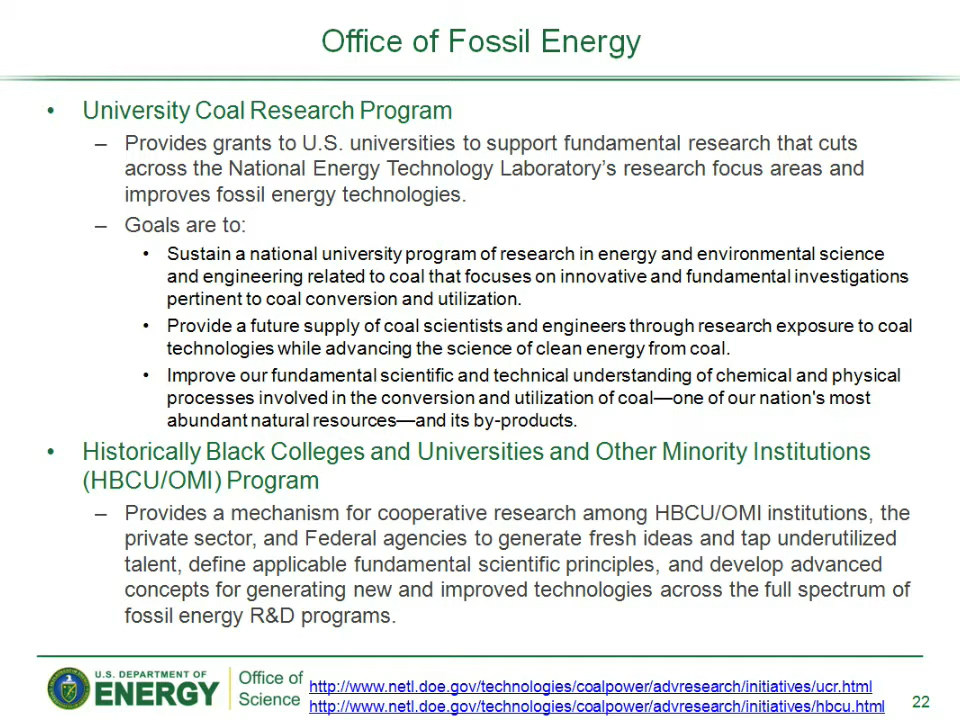 Office of Fossil Energy
• University Coal Research Program
– Provides grants to U.S. universities to support fundamental research that cuts
across the National Energy Technology Laboratory's research focus areas and
improves fossil energy technologies.
– Goals are to:
• Sustain a national university program of research in energy and environmental science
and engineering related to coal that focuses on innovative and fundamental investigations
pertinent to coal conversion and utilization.
• Provide a future supply of coal scientists and engineers through research exposure to coal
technologies while advancing the science of clean energy from coal.
• Improve our fundamental scientific and technical understanding of chemical and physical
processes involved in the conversion and utilization of coal—one of our nation's most
abundant natural resources—and its by-products.
• Historically Black Colleges and Universities and Other Minority Institutions
(HBCU/OMI) Program
– Provides a mechanism for cooperative research among HBCU/OMI institutions, the
private sector, and Federal agencies to generate fresh ideas and tap underutilized
talent, define applicable fundamental scientific principles, and develop advanced
concepts for generating new and improved technologies across the full spectrum of
fossil energy R&D programs.
U.S. DEPARTMENT OF
ENERGY
Office of
Science
http://www.netl.doe.gov/technologies/coalpower/advresearch/initiatives/ucr.html
http://www.netl.doe.gov/technologies/coalpower/advresearch/initiatives/hbcu.html
22